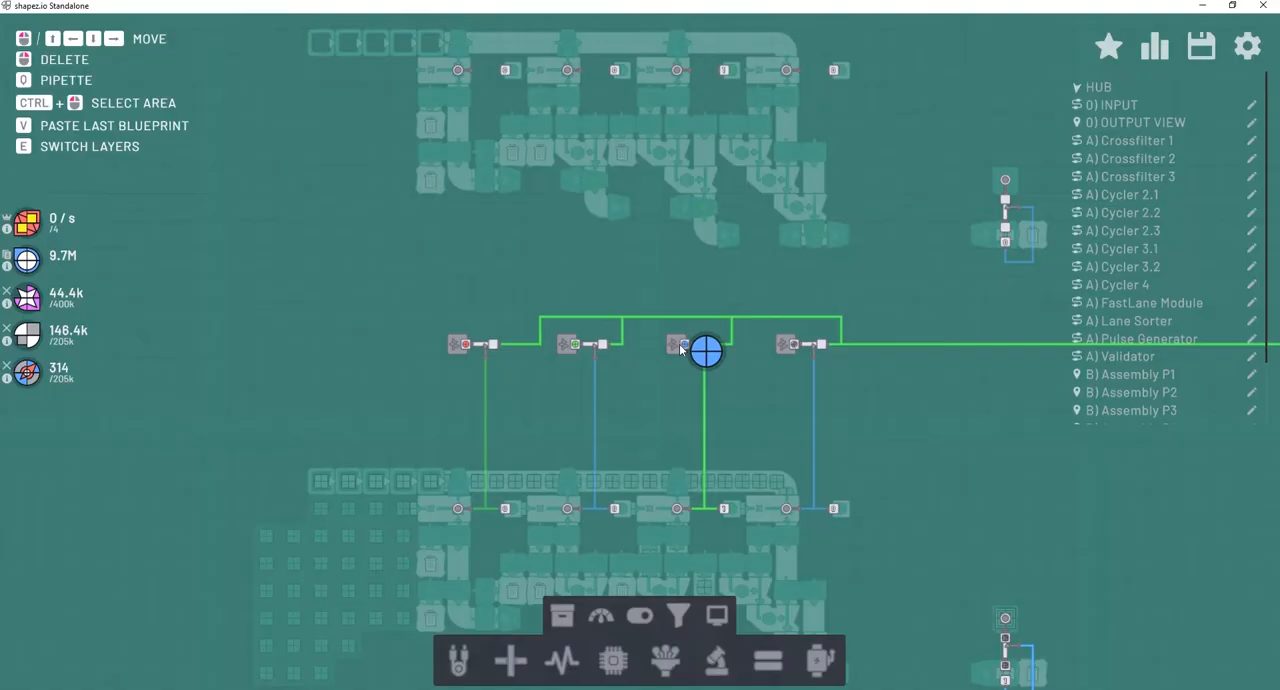 shapez.io Standalone
/ MOVE
DELETE
Q PIPETTE
CTRL + SELECT AREA
V PASTE LAST BLUEPRINT
E SWITCH LAYERS
0 / s
/4
9.7M
44.4k
/400k
146.4k
/205k
314
/205k
HUB
0) INPUT
0) OUTPUT VIEW
A) Crossfilter 1
A) Crossfilter 2
A) Crossfilter 3
A) Cycler 2.1
A) Cycler 2.2
A) Cycler 2.3
A) Cycler 3.1
A) Cycler 3.2
A) Cycler 4
A) FastLane Module
A) Lane Sorter
A) Pulse Generator
A) Validator
B) Assembly P1
B) Assembly P2
B) Assembly P3